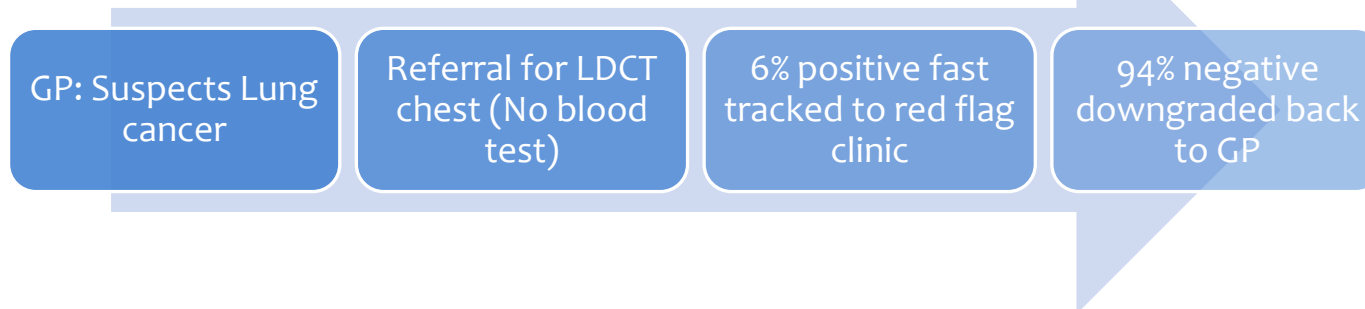 GP: Suspects Lung
cancer
Referral for LDCT
chest (No blood
test)
6% positive fast
tracked to red flag
clinic
94% negative
downgraded back
to GP